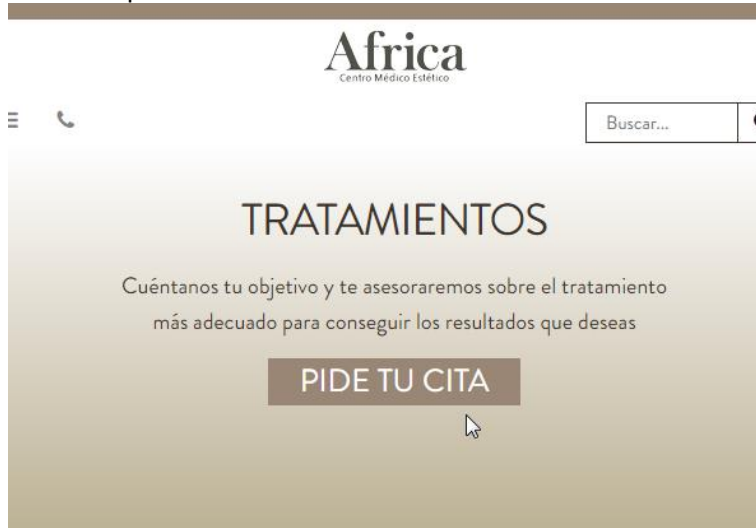 Africa
Centro Médico Estético
Buscar...
TRATAMIENTOS
Cuéntanos tu objetivo y te asesoraremos sobre el tratamiento
más adecuado para conseguir los resultados que deseas
PIDE TU CITA